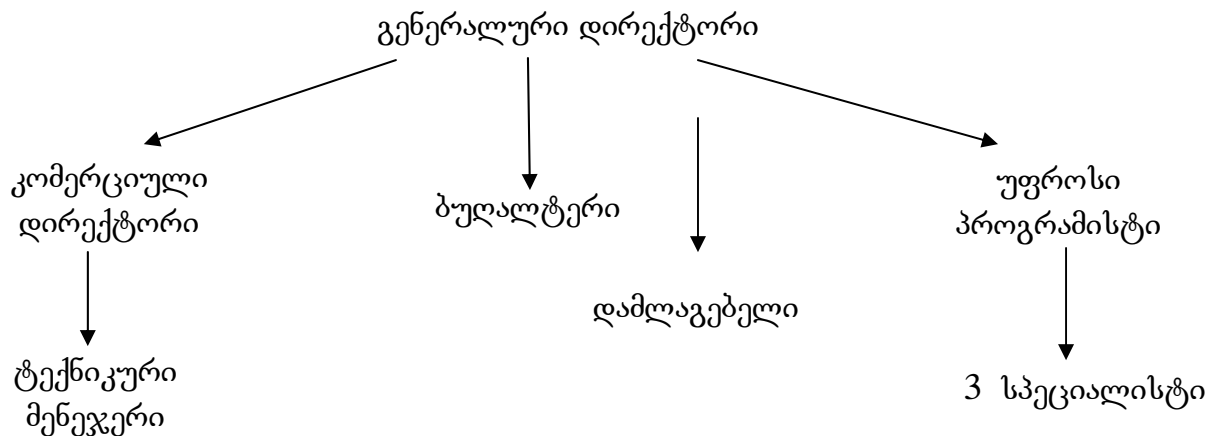 გენერალური დირექტორი
კომერციული
დირექტორი
ბუღალტერი
უფროსი
პროგრამისტი
დამლაგებელი
ტექნიკური
მენეჯერი
3 სპეციალისტი